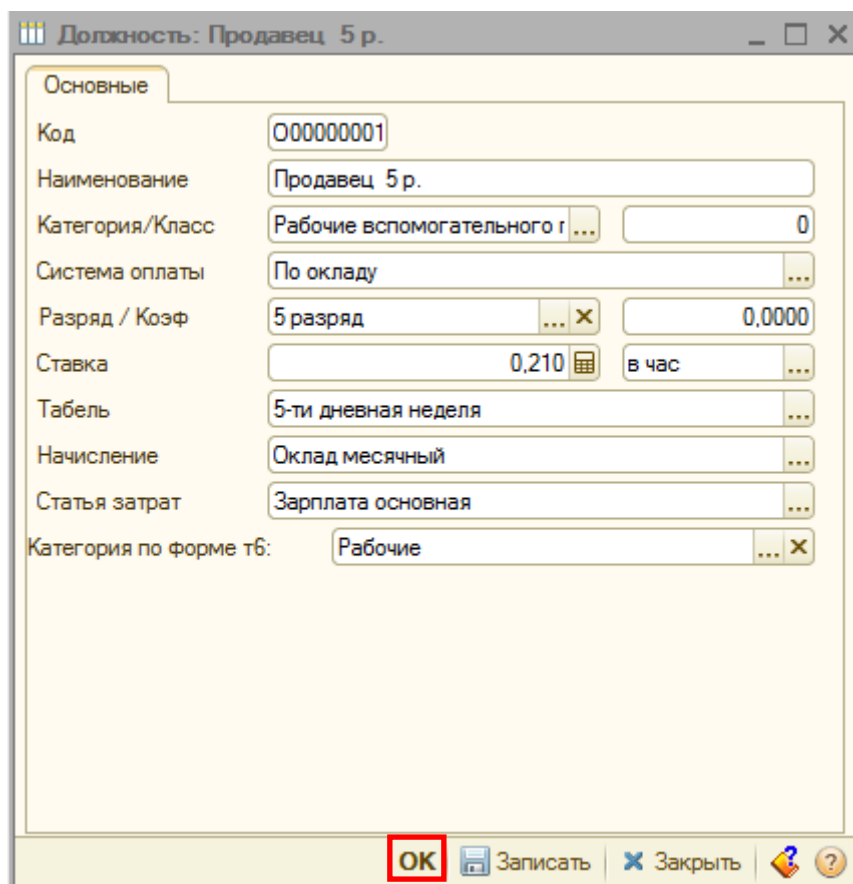 Должность: Продавец 5 р.
Основные
Код О00000001
Наименование Продавец 5 р.
Категория/Класс Рабочие вспомогательного г ... 0
Система оплаты По окладу ...
Разряд / Коэф 5 разряд ... 0,0000
Ставка 0,210 в час ...
Табель 5-ти дневная неделя ...
Начисление Оклад месячный ...
Статья затрат Зарплата основная ...
Категория по форме т6: Рабочие ...
ОК Записать Закрыть